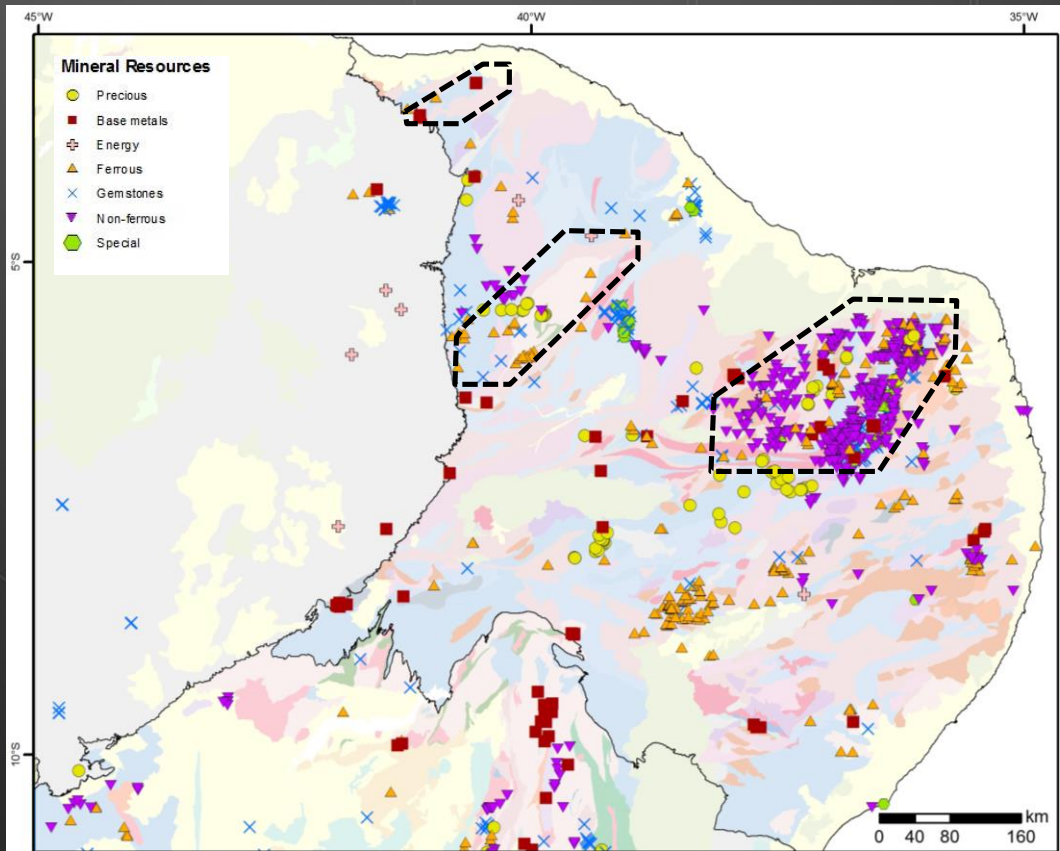 45°W
40°W
35°W
Mineral Resources
Precious
Base metals
Energy
Ferrous
Gemstones
Non-ferrous
Special
5°S
10°S
km
0 40 80 160